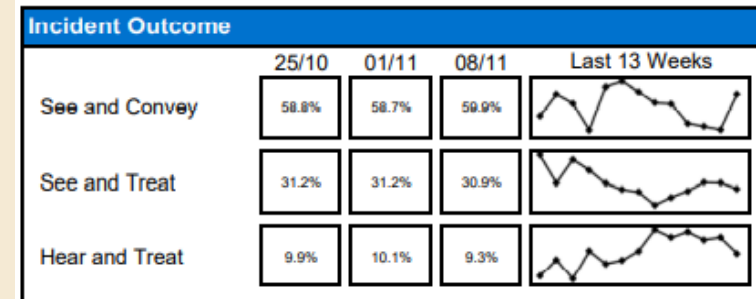 Incident Outcome
25/10 01/11 08/11 Last 13 Weeks
See and Convey 58.8% 58.7% 59.9%
See and Treat 31.2% 31.2% 30.9%
Hear and Treat 9.9% 10.1% 9.3%